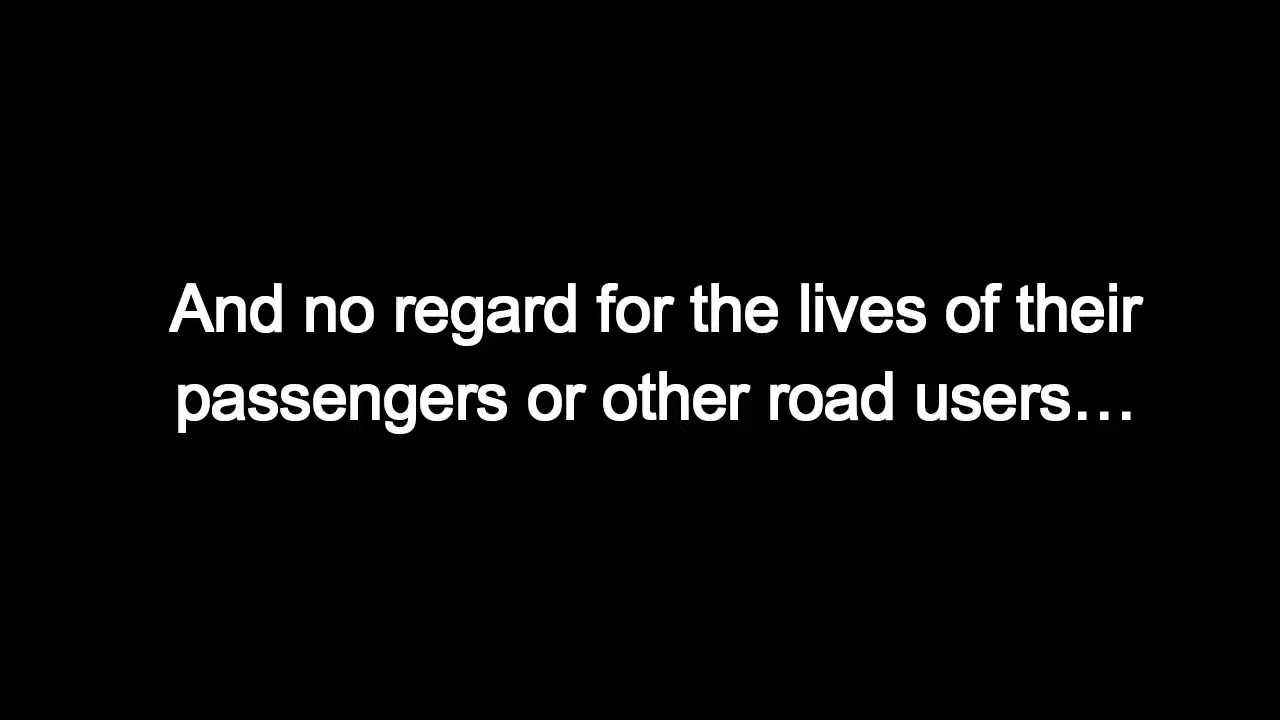 And no regard for the lives of their
passengers or other road users…